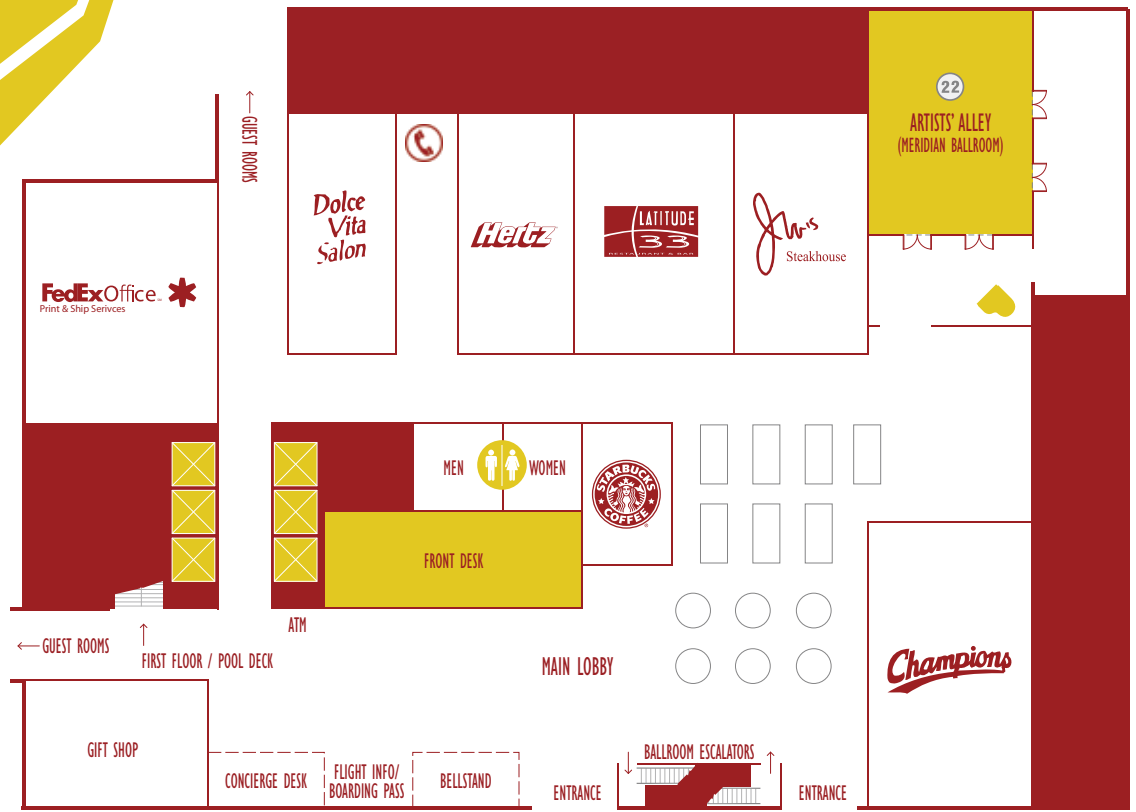 22
ARTISTS' ALLEY
(MERIDIAN BALLROOM)
GUEST ROOMS
Dolce
Vita
Salon
Hertz
LATITUDE
33
RESTAURANT & BAR
JW's
Steakhouse
FedExOffice
Print & Ship Serivces
MEN
WOMEN
STARBUCKS
COFFEE
FRONT DESK
ATM
GUEST ROOMS
FIRST FLOOR / POOL DECK
MAIN LOBBY
Champions
GIFT SHOP
CONCIERGE DESK
FLIGHT INFO/
BOARDING PASS
BELLSTAND
BALLROOM ESCALATORS
ENTRANCE
ENTRANCE